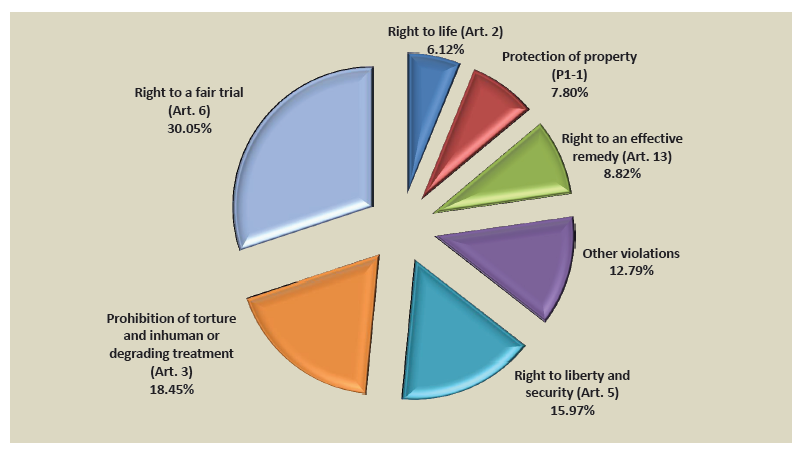 Right to life (Art. 2)
6.12%
Protection of property
(P1-1)
7.80%
Right to an effective
remedy (Art. 13)
8.82%
Other violations
12.79%
Right to liberty and
security (Art. 5)
15.97%
Prohibition of torture
and inhuman or
degrading treatment
(Art. 3)
18.45%
Right to a fair trial
(Art. 6)
30.05%